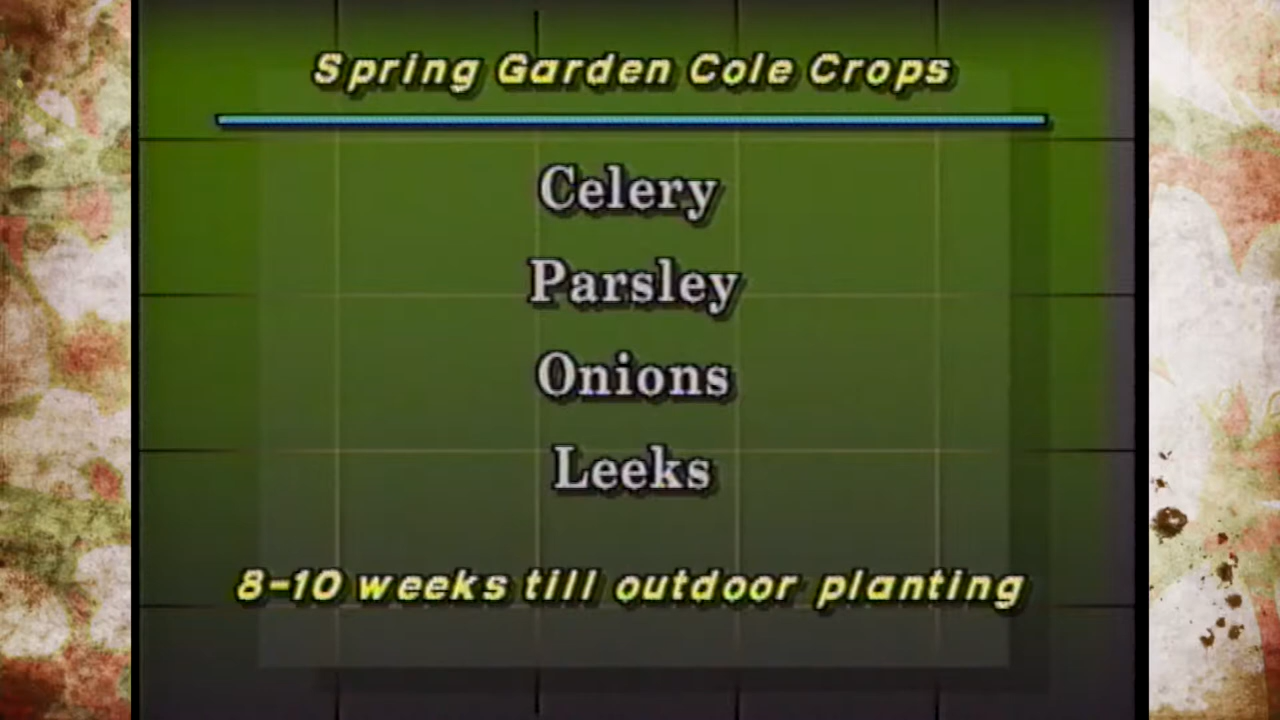 Spring Garden Cole Crops
Celery
Parsley
Onions
Leeks
8-10 weeks till outdoor planting